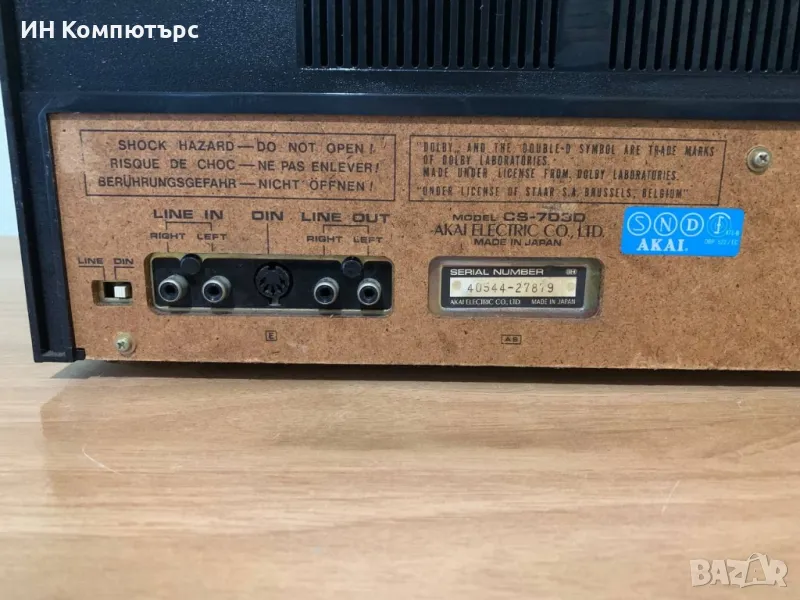 ИН Компютърс
SHOCK HAZARD — DO NOT OPEN!
RISQUE DE CHOC — NE PAS ENLEVER!
BERÜHRUNGSGEFAHR — NICHT ÖFFNEN!
"DOLBY" AND THE DOUBLE-D SYMBOL ARE TRADE MARKS
OF DOLBY LABORATORIES.
MADE UNDER LICENSE FROM DOLBY LABORATORIES.
"UNDER LICENSE OF STAAR S.A. BRUSSELS, BELGIUM"
LINE IN DIN LINE OUT
RIGHT LEFT RIGHT LEFT
LINE DIN
MODEL CS-703D
AKAI ELECTRIC CO., LTD.
MADE IN JAPAN
S N D F
AKAI
SERIAL NUMBER
40544-27879
AKAI ELECTRIC CO., LTD. MADE IN JAPAN
E
BAZAR